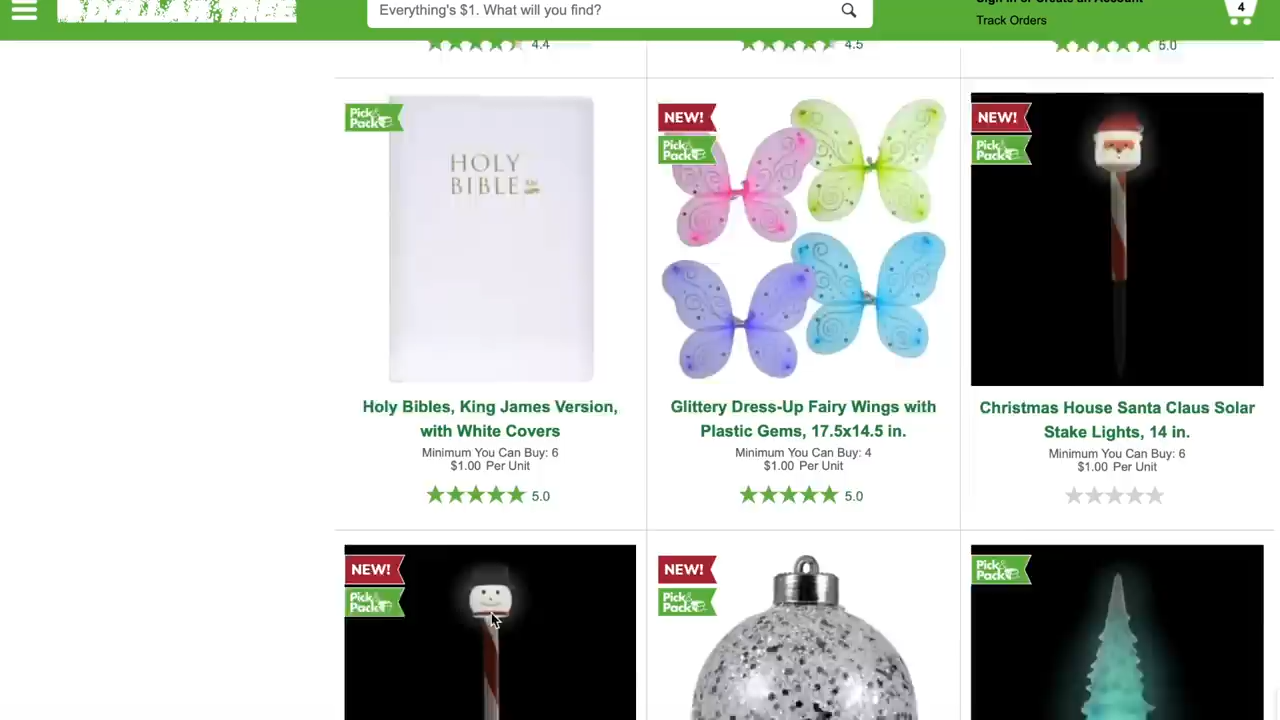 Everything's $1. What will you find?
Track Orders
4
4.4
4.5
5.0
Pick &
Pack
HOLY
BIBLE
NEW!
Pick &
Pack
NEW!
Pick &
Pack
Holy Bibles, King James Version,
with White Covers
Minimum You Can Buy: 6
$1.00 Per Unit
5.0
Glittery Dress-Up Fairy Wings with
Plastic Gems, 17.5x14.5 in.
Minimum You Can Buy: 4
$1.00 Per Unit
5.0
Christmas House Santa Claus Solar
Stake Lights, 14 in.
Minimum You Can Buy: 6
$1.00 Per Unit
NEW!
Pick &
Pack
NEW!
Pick &
Pack
Pick &
Pack